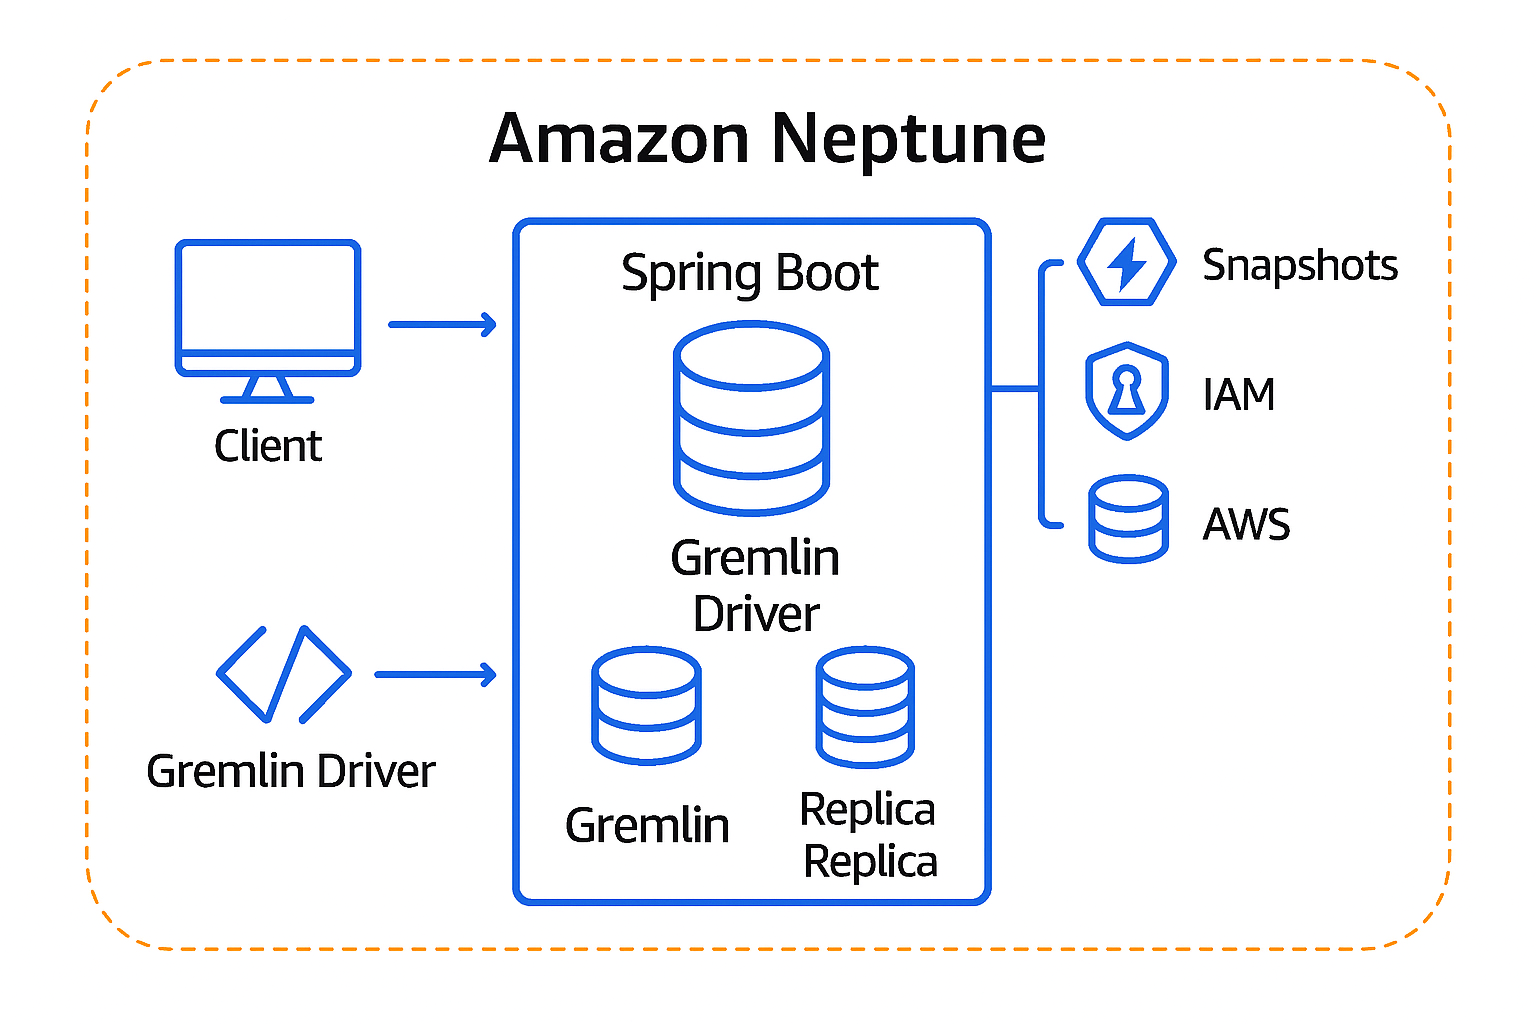 Amazon Neptune
Client
Gremlin Driver
Spring Boot
Gremlin
Driver
Gremlin
Replica
Replica
Snapshots
IAM
AWS